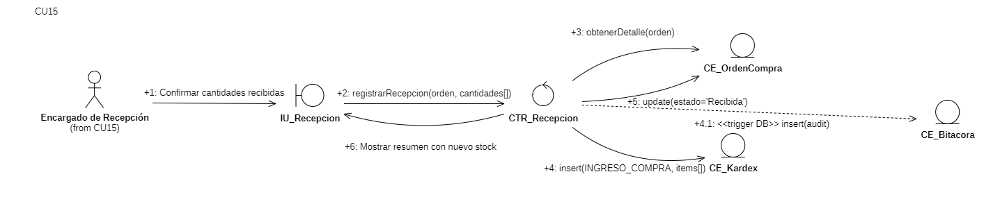 CU15
+3: obtenerDetalle(orden)
CE_OrdenCompra
+1: Confirmar cantidades recibidas
+2: registrarRecepcion(orden, cantidades[])
+5: update(estado='Recibida')
Encargado de Recepción
(from CU15)
IU_Recepcion
CTR_Recepcion
+4.1: <<trigger DB>> insert(audit)
CE_Bitacora
+6: Mostrar resumen con nuevo stock
+4: insert(INGRESO_COMPRA, items[])
CE_Kardex